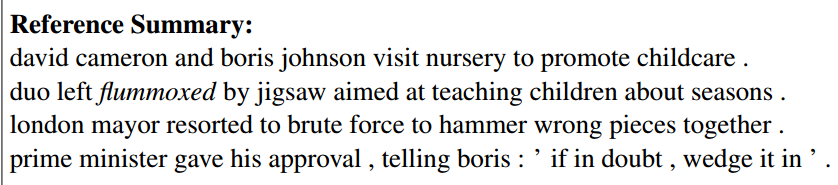 Reference Summary:
david cameron and boris johnson visit nursery to promote childcare .
duo left flummoxed by jigsaw aimed at teaching children about seasons .
london mayor resorted to brute force to hammer wrong pieces together .
prime minister gave his approval , telling boris : ’ if in doubt , wedge it in ’ .